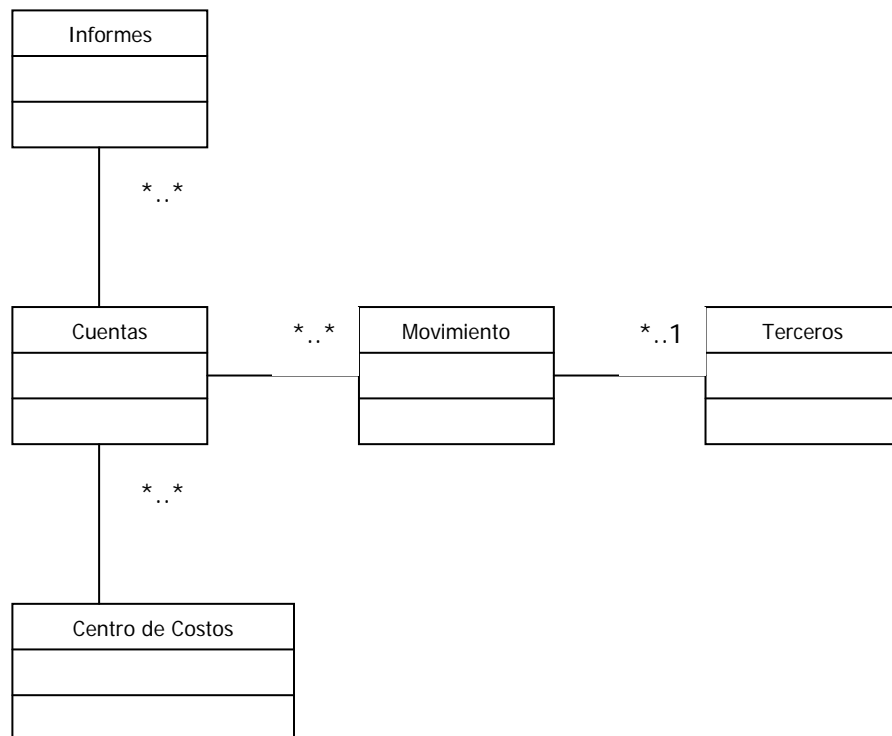 Informes
*..*
Cuentas
*..*
Movimiento
*..1
Terceros
*..*
Centro de Costos